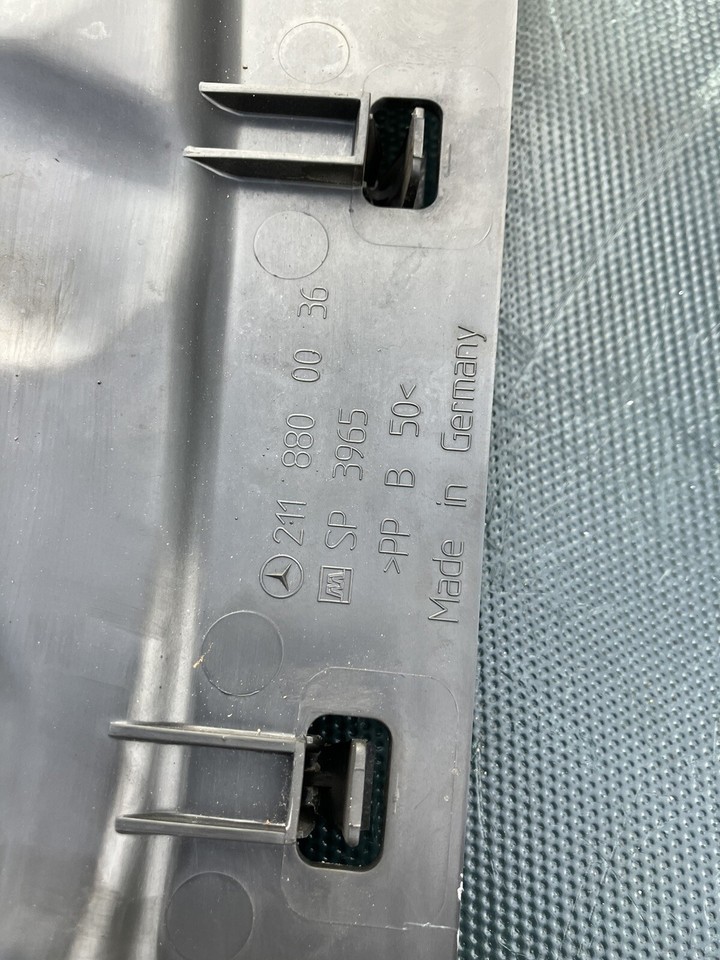 211 880 00 36
SP 3965
>PP B 50<
Made in Germany